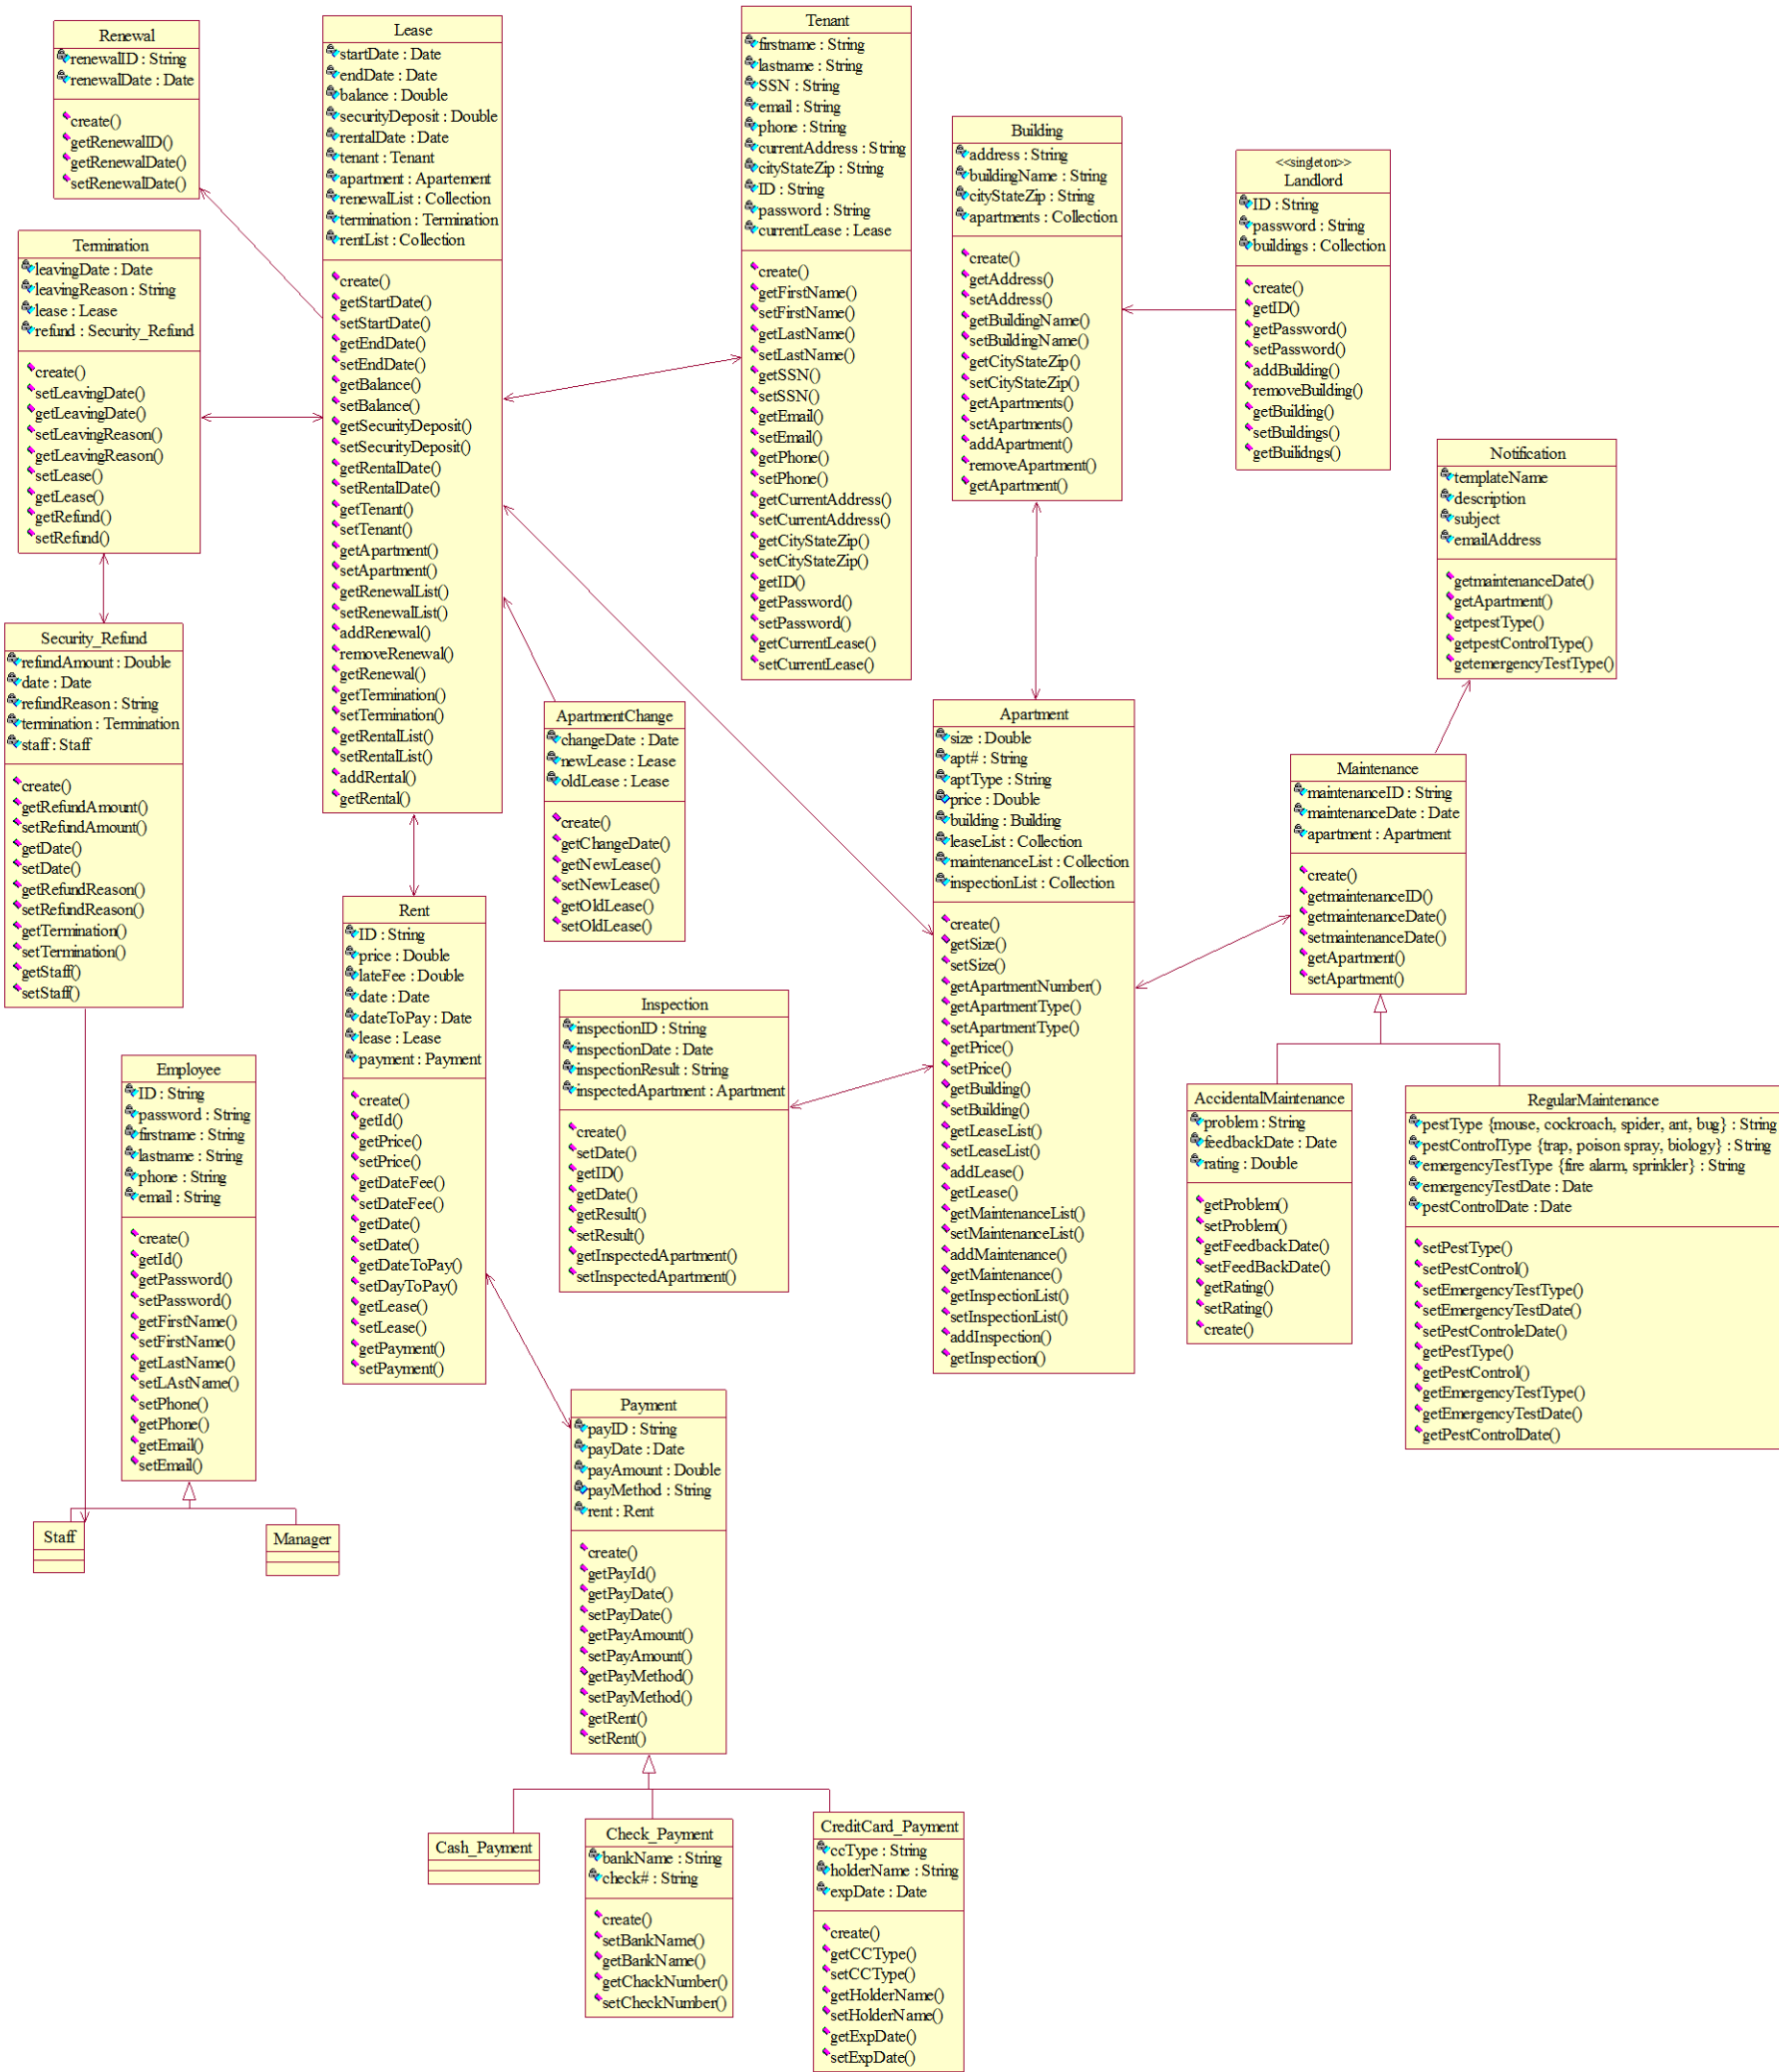 Renewal
renewalID : String
renewalDate : Date
create()
getRenewalID()
getRenewalDate()
setRenewalDate()
Lease
startDate : Date
endDate : Date
balance : Double
securityDeposit : Double
rentalDate : Date
tenant : Tenant
apartment : Apartement
renewalList : Collection
termination : Termination
rentList : Collection
create()
getStartDate()
setStartDate()
getEndDate()
setEndDate()
getBalance()
setBalance()
getSecurityDeposit()
setSecurityDeposit()
getRentalDate()
setRentalDate()
getTenant()
setTenant()
getApartment()
setApartment()
getRenewalList()
setRenewalList()
addRenewal()
removeRenewal()
getRenewal()
getTermination()
setTermination()
getRentalList()
setRentalList()
addRental()
getRental()
Tenant
firstname : String
lastname : String
SSN : String
email : String
phone : String
currentAddress : String
cityStateZip : String
ID : String
password : String
currentLease : Lease
create()
getFirstName()
setFirstName()
getLastName()
setLastName()
getSSN()
setSSN()
getEmail()
setEmail()
getPhone()
setPhone()
getCurrentAddress()
setCurrentAddress()
getCityStateZip()
setCityStateZip()
getID()
getPassword()
setPassword()
getCurrentLease()
setCurrentLease()
Building
address : String
buildingName : String
cityStateZip : String
apartments : Collection
create()
getAddress()
setAddress()
getBuildingName()
setBuildingName()
getCityStateZip()
setCityStateZip()
getApartments()
setApartments()
addApartment()
removeApartment()
getApartment()
<<singleton>>
Landlord
ID : String
password : String
buildings : Collection
create()
getID()
getPassword()
setPassword()
addBuilding()
removeBuilding()
getBuilding()
setBuildings()
getBuilidngs()
Termination
leavingDate : Date
leavingReason : String
lease : Lease
refund : Security_Refund
create()
setLeavingDate()
getLeavingDate()
setLeavingReason()
getLeavingReason()
setLease()
getLease()
getRefund()
setRefund()
Notification
templateName
description
subject
emailAddress
getmaintenanceDate()
getApartment()
getpestType()
getpestControlType()
getemergencyTestType()
Security_Refund
refundAmount : Double
date : Date
refundReason : String
termination : Termination
staff : Staff
create()
getRefundAmount()
setRefundAmount()
getDate()
setDate()
getRefundReason()
setRefundReason()
getTermination()
setTermination()
getStaff()
setStaff()
ApartmentChange
changeDate : Date
newLease : Lease
oldLease : Lease
create()
getChangeDate()
getNewLease()
setNewLease()
getOldLease()
setOldLease()
Apartment
size : Double
apt# : String
aptType : String
price : Double
building : Building
leaseList : Collection
maintenanceList : Collection
inspectionList : Collection
create()
getSize()
setSize()
getApartmentNumber()
getApartmentType()
setApartmentType()
getPrice()
setPrice()
getBuilding()
setBuilding()
getLeaseList()
setLeaseList()
addLease()
getLease()
getMaintenanceList()
setMaintenanceList()
addMaintenance()
getMaintenance()
getInspectionList()
setInspectionList()
addInspection()
getInspection()
Maintenance
maintenanceID : String
maintenanceDate : Date
apartment : Apartment
create()
getmaintenanceID()
getmaintenanceDate()
setmaintenanceDate()
getApartment()
setApartment()
Rent
ID : String
price : Double
lateFee : Double
date : Date
dateToPay : Date
lease : Lease
payment : Payment
create()
getId()
getPrice()
setPrice()
getDateFee()
setDateFee()
getDate()
setDate()
getDateToPay()
setDayToPay()
getLease()
setLease()
getPayment()
setPayment()
Inspection
inspectionID : String
inspectionDate : Date
inspectionResult : String
inspectedApartment : Apartment
create()
setDate()
getID()
getDate()
getResult()
setResult()
getInspectedApartment()
setInspectedApartment()
Employee
ID : String
password : String
firstname : String
lastname : String
phone : String
email : String
create()
getId()
getPassword()
setPassword()
getFirstName()
setFirstName()
getLastName()
setLAstName()
setPhone()
getPhone()
getEmail()
setEmail()
AccidentalMaintenance
problem : String
feedbackDate : Date
rating : Double
getProblem()
setProblem()
getFeedbackDate()
setFeedBackDate()
getRating()
setRating()
create()
RegularMaintenance
pestType {mouse, cockroach, spider, ant, bug} : String
pestControlType {trap, poison spray, biology} : String
emergencyTestType {fire alarm, sprinkler} : String
emergencyTestDate : Date
pestControlDate : Date
setPestType()
setPestControl()
setEmergencyTestType()
setEmergencyTestDate()
setPestControleDate()
getPestType()
getPestControl()
getEmergencyTestType()
getEmergencyTestDate()
getPestControlDate()
Staff
Manager
Payment
payID : String
payDate : Date
payAmount : Double
payMethod : String
rent : Rent
create()
getPayId()
getPayDate()
setPayDate()
getPayAmount()
setPayAmount()
getPayMethod()
setPayMethod()
getRent()
setRent()
Cash_Payment
Check_Payment
bankName : String
check# : String
create()
setBankName()
getBankName()
getChackNumber()
setCheckNumber()
CreditCard_Payment
ccType : String
holderName : String
expDate : Date
create()
getCCType()
setCCType()
getHolderName()
setHolderName()
getExpDate()
setExpDate()